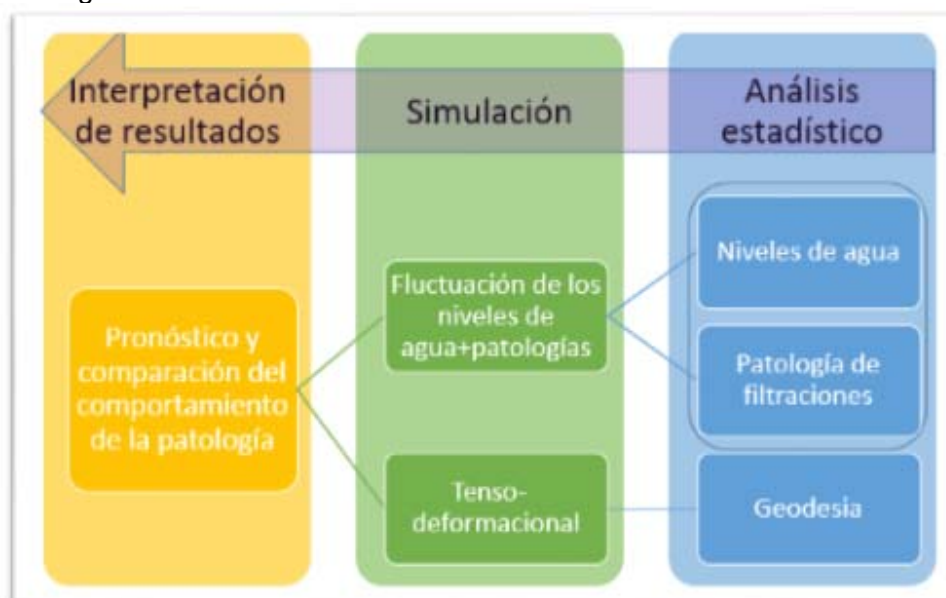 Interpretación
de resultados
Simulación
Análisis
estadístico
Pronóstico y
comparación del
comportamiento
de la patología
Fluctuación de los
niveles de
agua+patologías
Tenso-
deformacional
Niveles de agua
Patología de
filtraciones
Geodesia